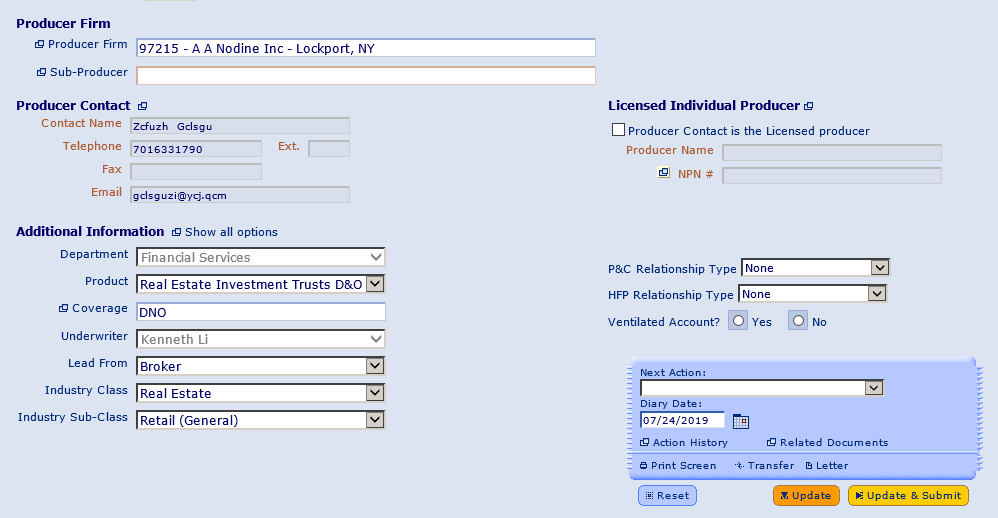 Producer Firm
Producer Firm 97215 - A A Nodine Inc - Lockport, NY
Sub-Producer
Producer Contact
Contact Name Zcfuzh Gclsgu
Telephone 7016331790 Ext.
Fax
Email gclsguzi@ycj.qcm
Licensed Individual Producer
Producer Contact is the Licensed producer
Producer Name
NPN #
Additional Information Show all options
Department Financial Services
Product Real Estate Investment Trusts D&O
Coverage DNO
Underwriter Kenneth Li
Lead From Broker
Industry Class Real Estate
Industry Sub-Class Retail (General)
P&C Relationship Type None
HFP Relationship Type None
Ventilated Account? Yes No
Next Action:
Diary Date:
07/24/2019
Action History Related Documents
Print Screen Transfer Letter
Reset Update Update & Submit